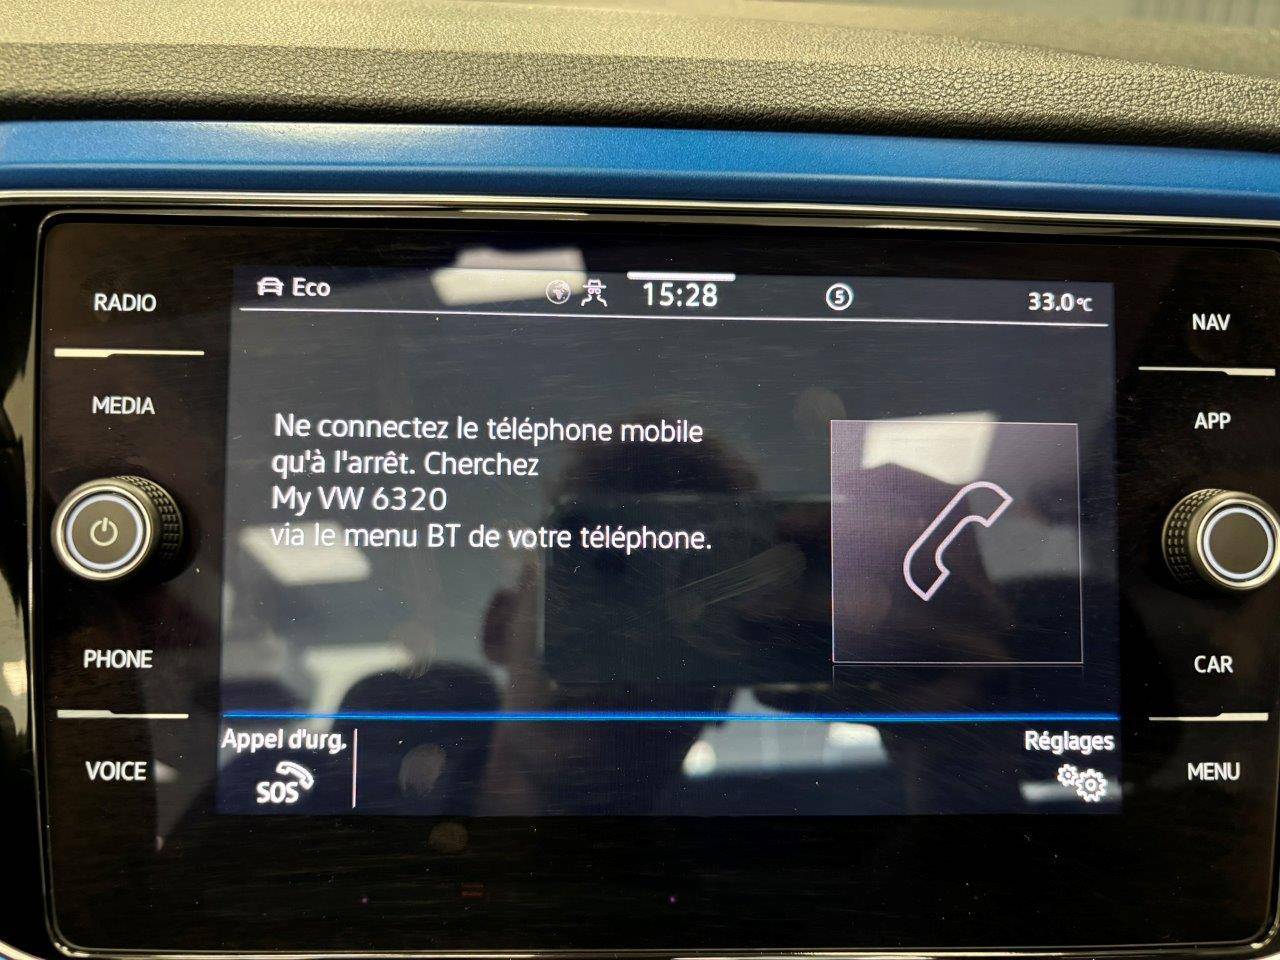 RADIO
MEDIA
PHONE
VOICE
Eco
15:28
5
33.0°C
Ne connectez le téléphone mobile
qu'à l'arrêt. Cherchez
My VW 6320
via le menu BT de votre téléphone.
Appel d'urg.
SOS
Réglages
NAV
APP
CAR
MENU